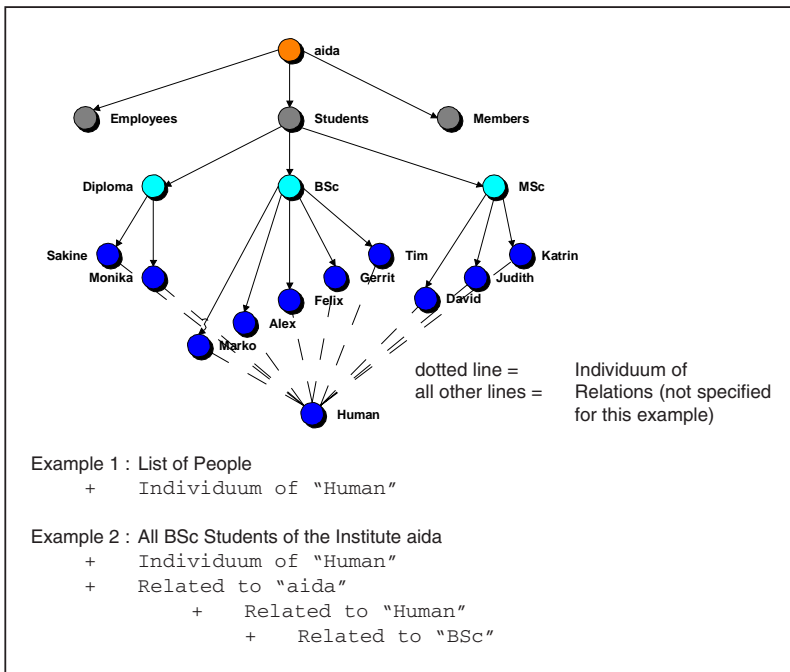 aida
Employees
Students
Members
Diploma
BSc
MSc
Sakine
Tim
Katrin
Monika
Gerrit
Judith
Felix
David
Alex
Marko
dotted line = Individuum of
all other lines = Relations (not specified
for this example)
Human
Example 1 : List of People
+ Individuum of “Human”
Example 2 : All BSc Students of the Institute aida
+ Individuum of “Human”
+ Related to “aida”
+ Related to “Human”
+ Related to “BSc”